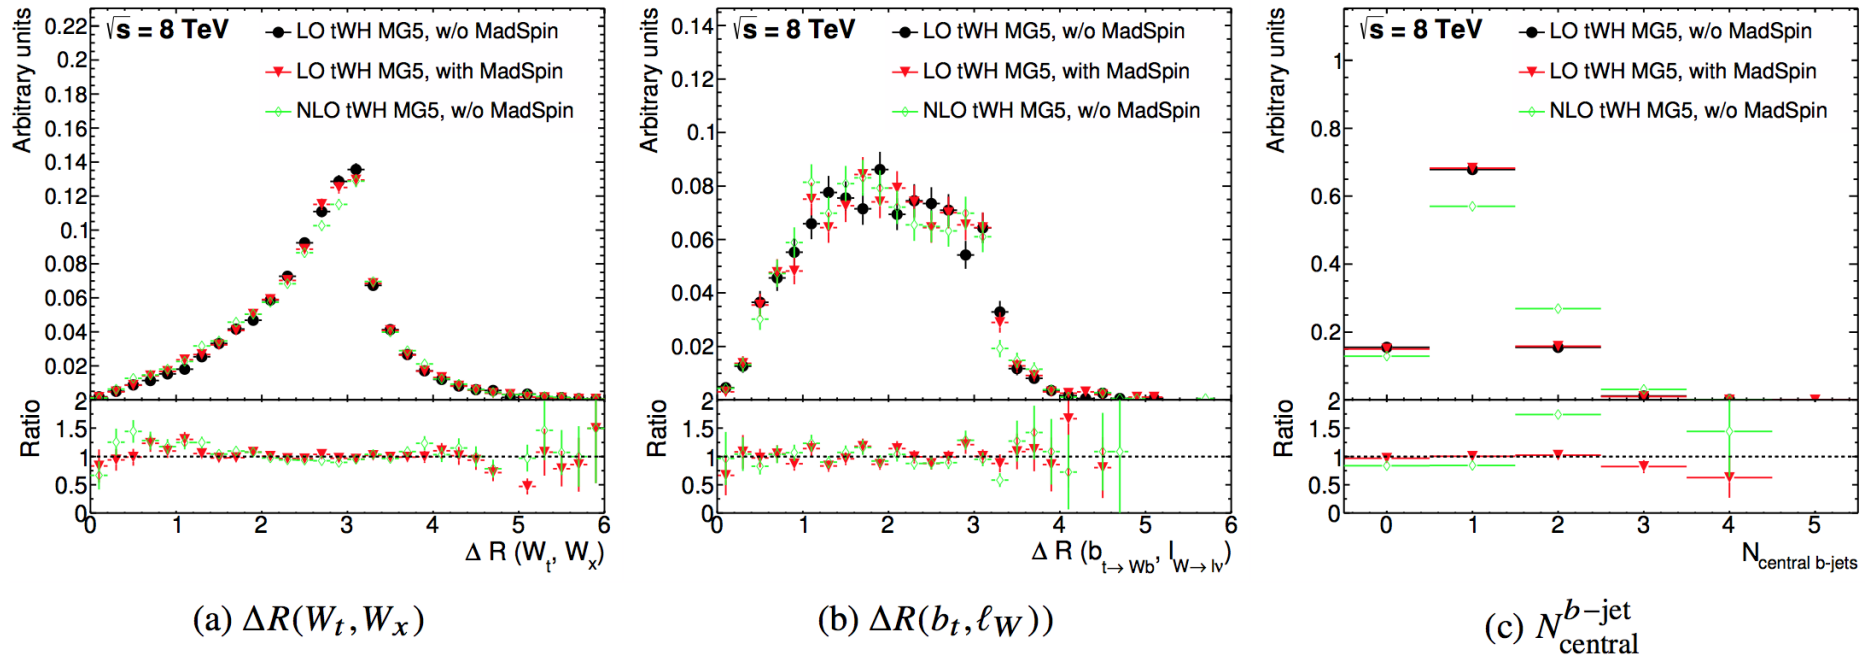 √s = 8 TeV
LO tWH MG5, w/o MadSpin
LO tWH MG5, with MadSpin
NLO tWH MG5, w/o MadSpin
Arbitrary units
0.22
0.2
0.18
0.16
0.14
0.12
0.1
0.08
0.06
0.04
0.02
Ratio
2
1.5
1
0.5
0
0 1 2 3 4 5 6
Δ R (W_t, W_x)
(a) ΔR(W_t, W_x)
√s = 8 TeV
LO tWH MG5, w/o MadSpin
LO tWH MG5, with MadSpin
NLO tWH MG5, w/o MadSpin
Arbitrary units
0.14
0.12
0.1
0.08
0.06
0.04
0.02
Ratio
2
1.5
1
0.5
0
0 1 2 3 4 5 6
Δ R (b_{t→ Wb}, l_{W→ lν})
(b) ΔR(b_t, ℓ_W))
√s = 8 TeV
LO tWH MG5, w/o MadSpin
LO tWH MG5, with MadSpin
NLO tWH MG5, w/o MadSpin
Arbitrary units
1
0.8
0.6
0.4
0.2
Ratio
2
1.5
1
0.5
0
0 1 2 3 4 5
N_{central b-jets}
(c) N^{b−jet}_{central}